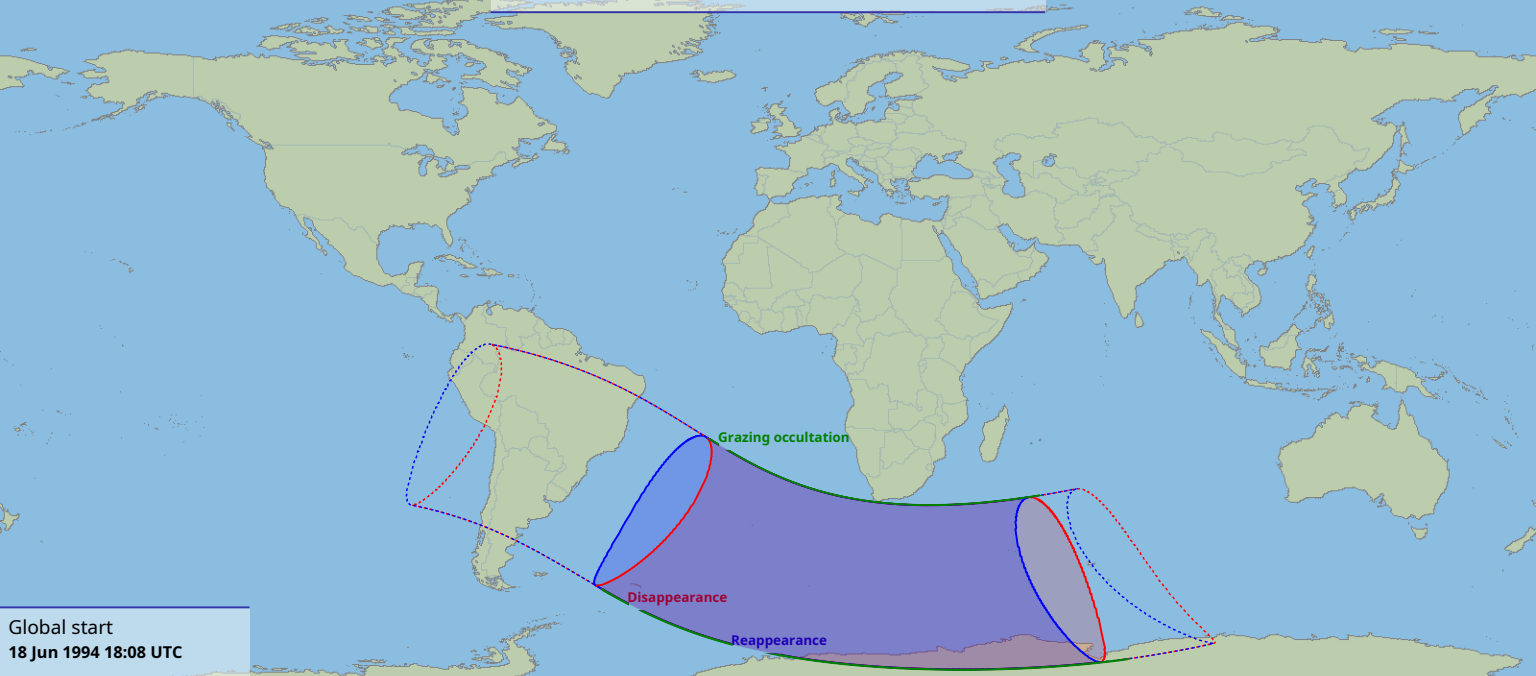 Grazing occultation
Disappearance
Reappearance
Global start
18 Jun 1994 18:08 UTC